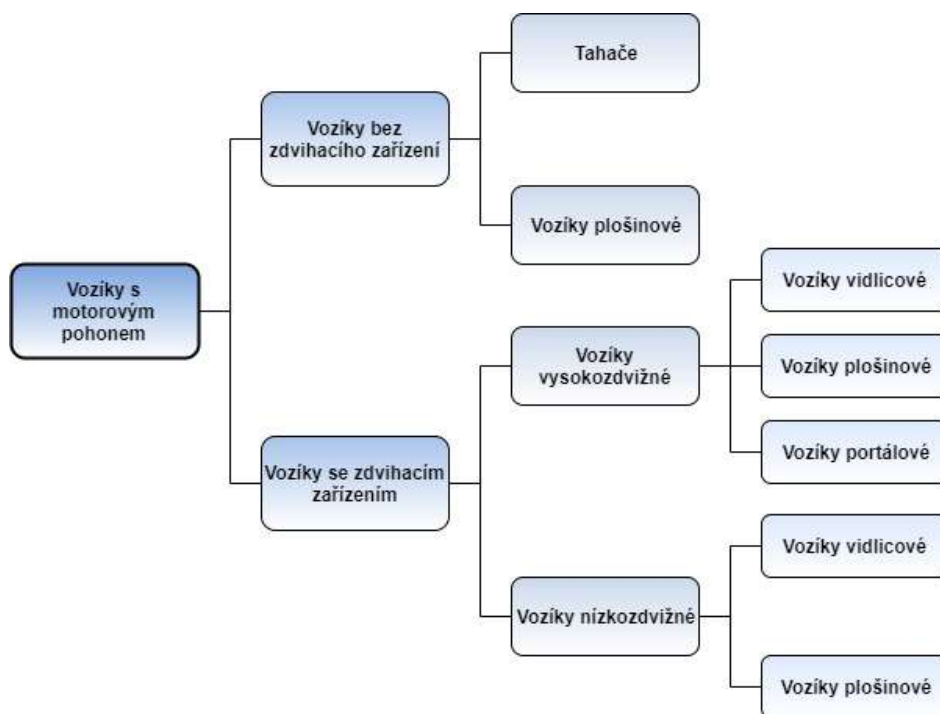 Tahače
Vozíky bez
zdvihacího zařízení
Vozíky plošinové
Vozíky s
motorovým
pohonem
Vozíky vidlicové
Vozíky
vysokozdvižné
Vozíky plošinové
Vozíky portálové
Vozíky se zdvihacím
zařízením
Vozíky vidlicové
Vozíky nízkozdvižné
Vozíky plošinové